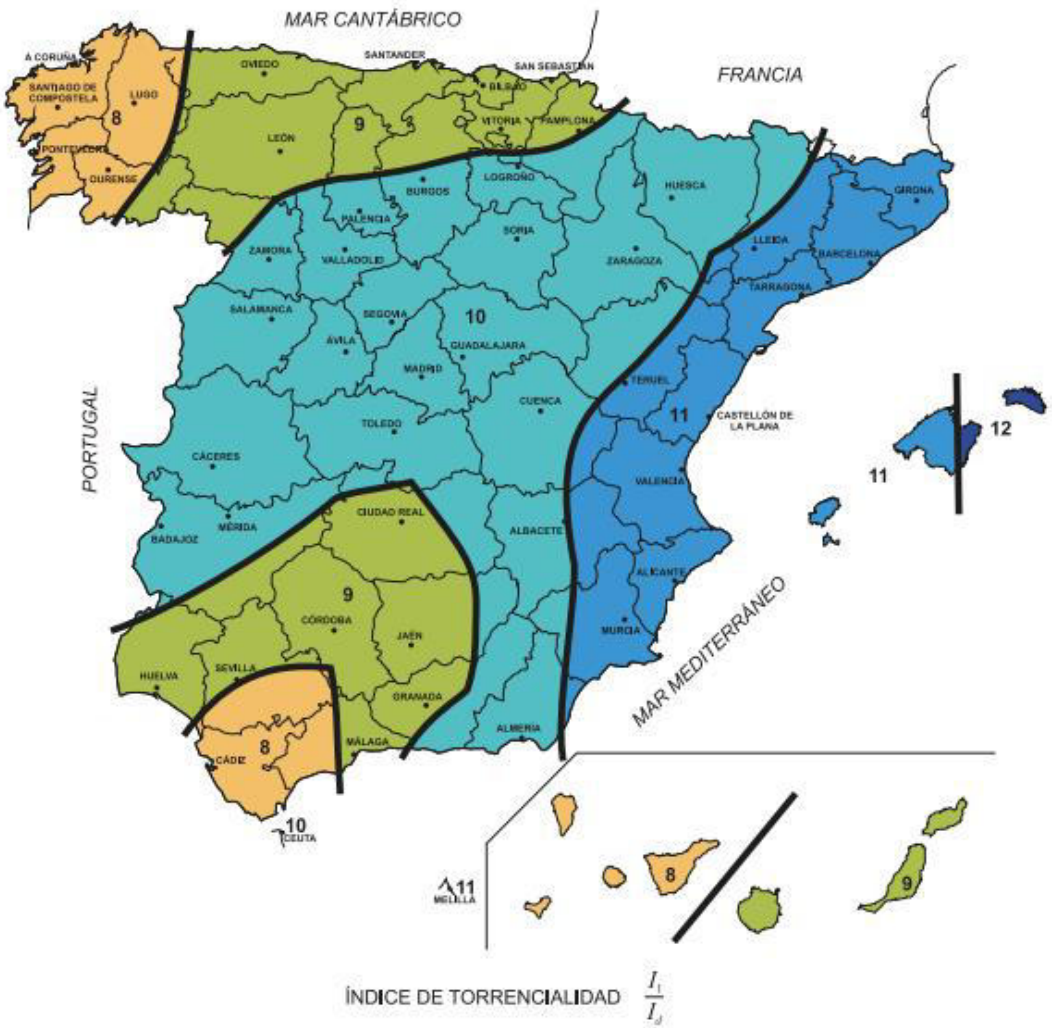 MAR CANTÁBRICO
A CORUÑA
OVIEDO
SANTANDER
SAN SEBASTIÁN
FRANCIA
SANTIAGO DE
COMPOSTELA
LUGO
BILBAO
8
9
VITORIA
PAMPLONA
LEÓN
PONTEVEDRA
OURENSE
LOGROÑO
BURGOS
HUESCA
GIRONA
PALENCIA
SORIA
ZAMORA
VALLADOLID
ZARAGOZA
LLEIDA
BARCELONA
TARRAGONA
SALAMANCA
SEGOVIA
10
ÁVILA
GUADALAJARA
MADRID
TERUEL
CUENCA
11
CASTELLÓN DE
LA PLANA
12
PORTUGAL
TOLEDO
CÁCERES
VALENCIA
11
MÉRIDA
BADAJOZ
CIUDAD REAL
ALBACETE
ALICANTE
9
CÓRDOBA
MURCIA
JAÉN
MAR MEDITERRÁNEO
HUELVA
SEVILLA
GRANADA
ALMERÍA
MÁLAGA
CÁDIZ
8
10
CEUTA
11
MELILLA
8
9
ÍNDICE DE TORRENCIALIDAD I₁/I_d